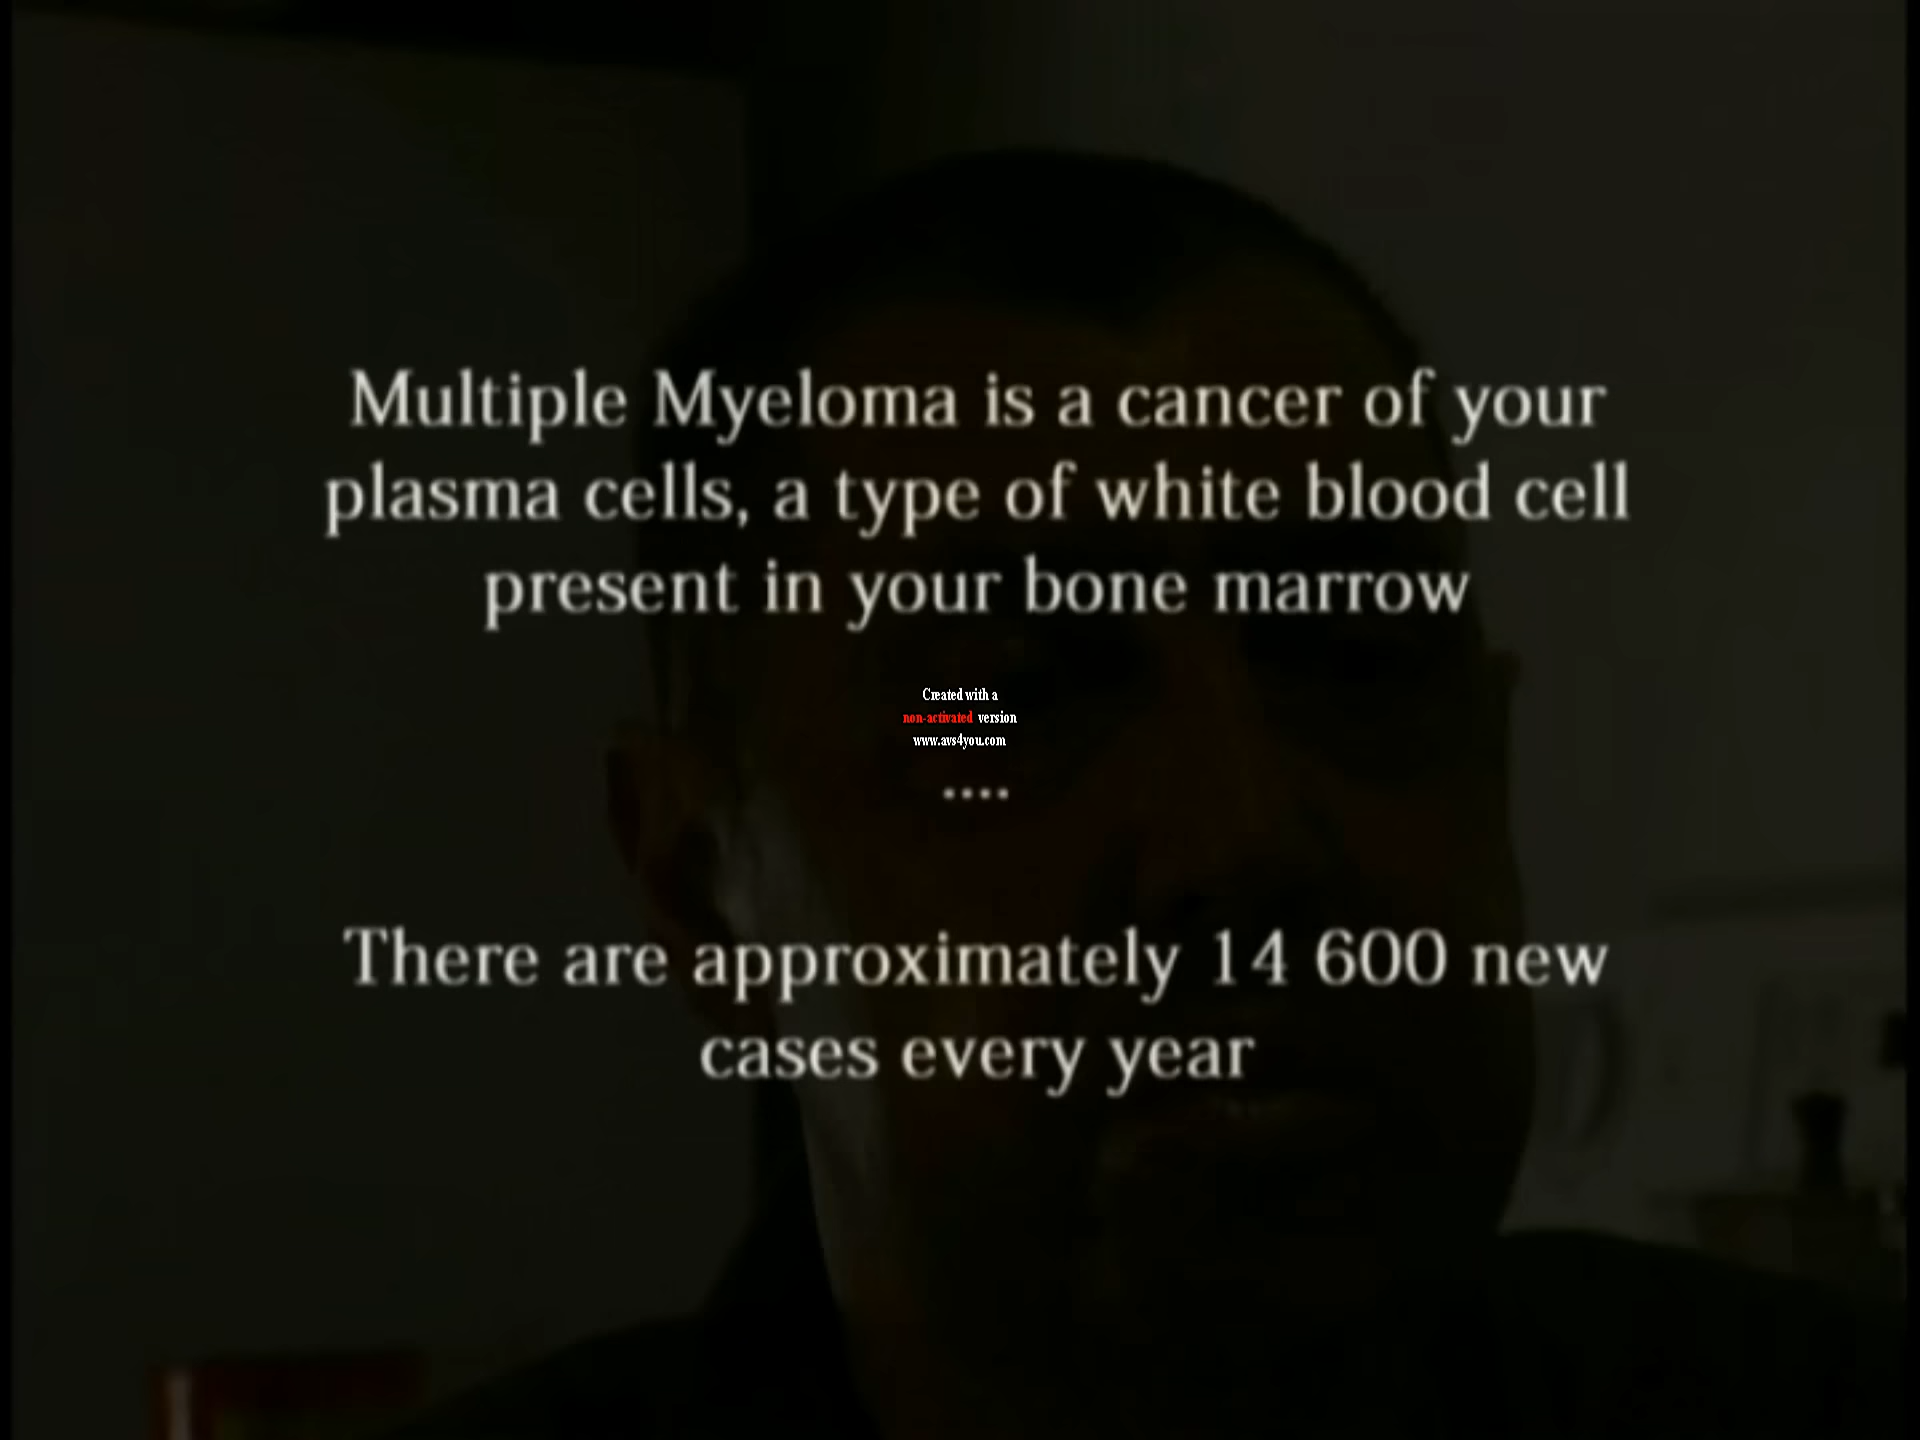 Multiple Myeloma is a cancer of your
plasma cells, a type of white blood cell
present in your bone marrow
Created with a
non-activated version
www.avs4you.com
....
There are approximately 14 600 new
cases every year